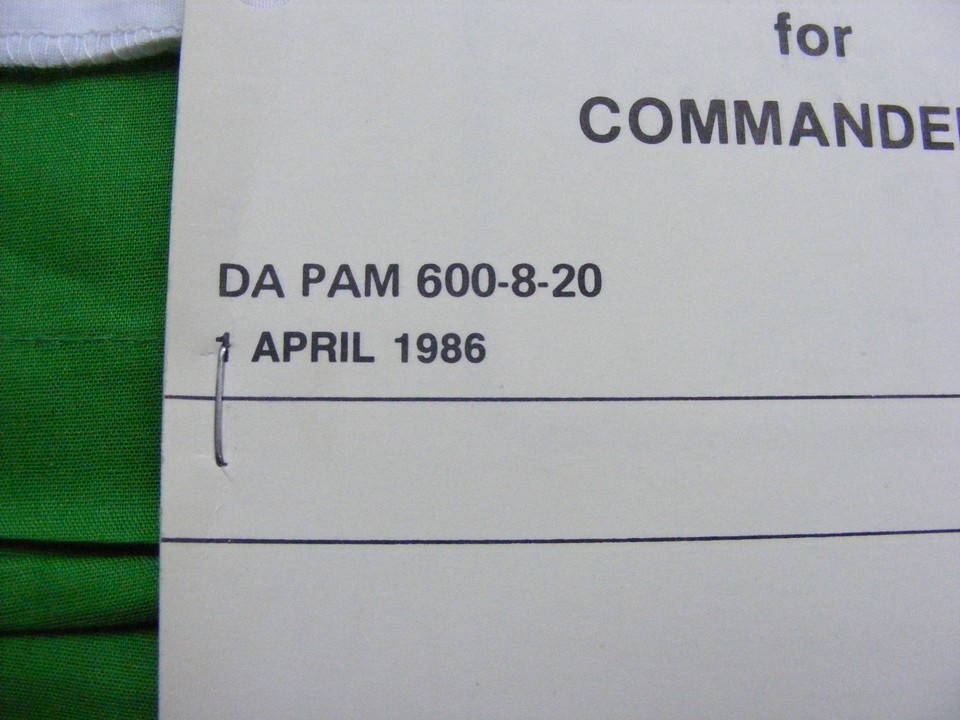 for
COMMANDE
DA PAM 600-8-20
1 APRIL 1986